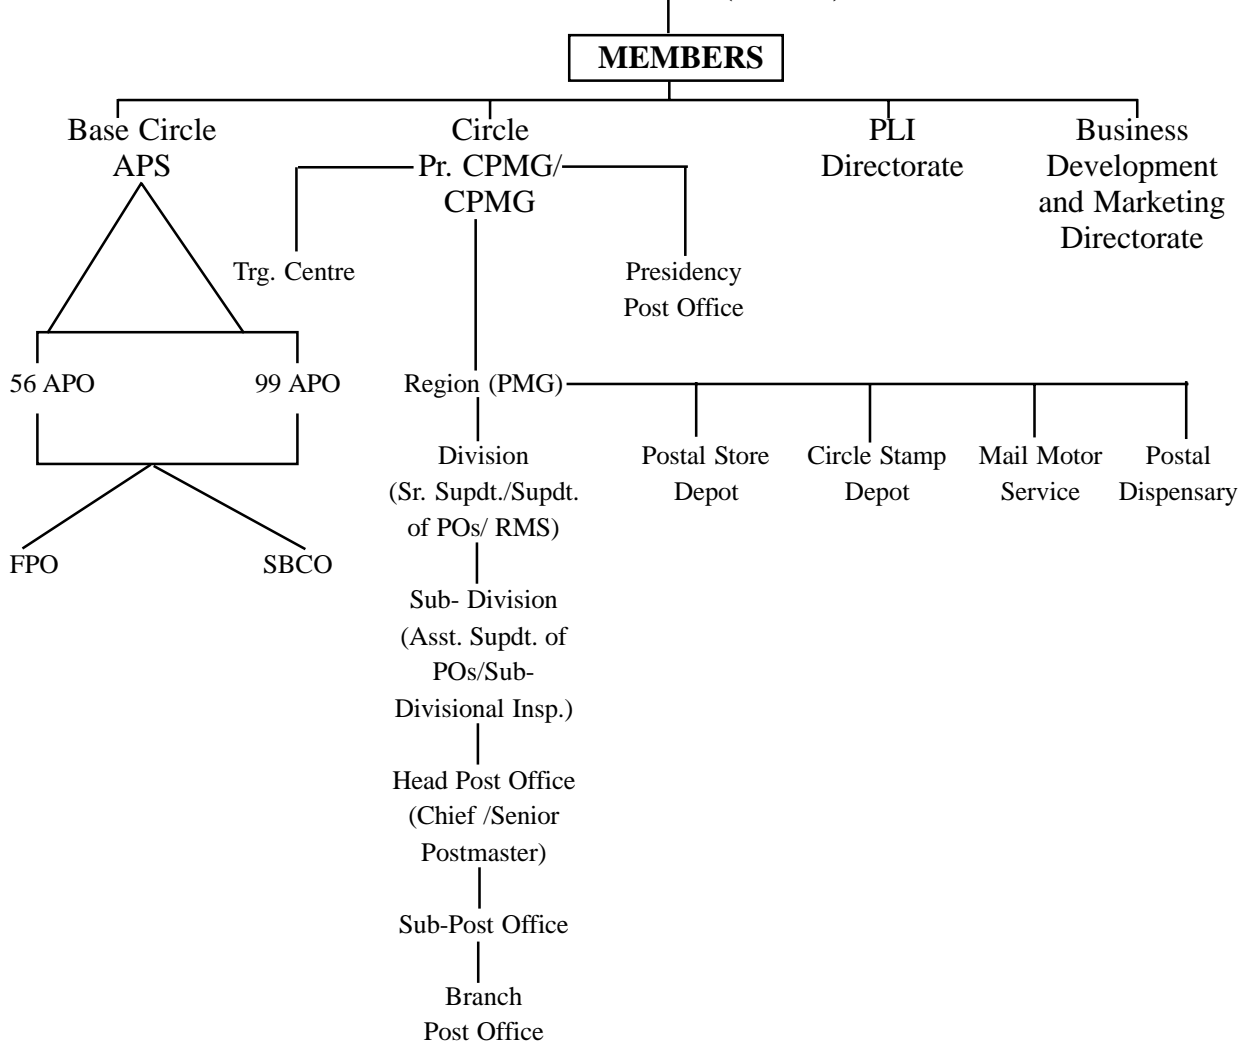 MEMBERS
Base Circle
APS
Circle
Pr. CPMG/
CPMG
PLI
Directorate
Business
Development
and Marketing
Directorate
Trg. Centre
Presidency
Post Office
56 APO
99 APO
Region (PMG)
Division
(Sr. Supdt./Supdt.
of POs/ RMS)
Postal Store
Depot
Circle Stamp
Depot
Mail Motor
Service
Postal
Dispensary
FPO
SBCO
Sub- Division
(Asst. Supdt. of
POs/Sub-
Divisional Insp.)
Head Post Office
(Chief /Senior
Postmaster)
Sub-Post Office
Branch
Post Office